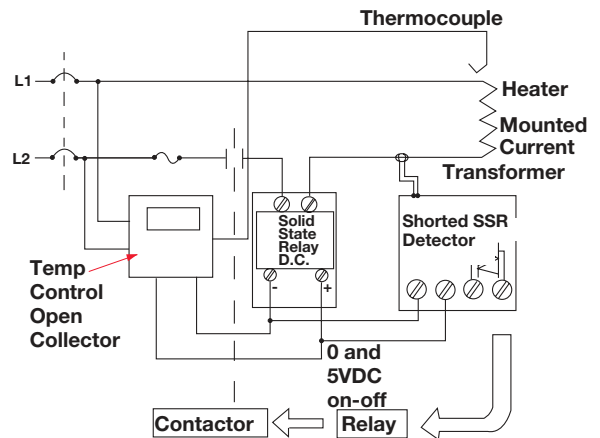 Thermocouple
L1
Heater
Mounted
Current
Transformer
L2
Solid
State
Relay
D.C.
- +
Shorted SSR
Detector
Temp
Control
Open
Collector
0 and
5VDC
on-off
Contactor
Relay